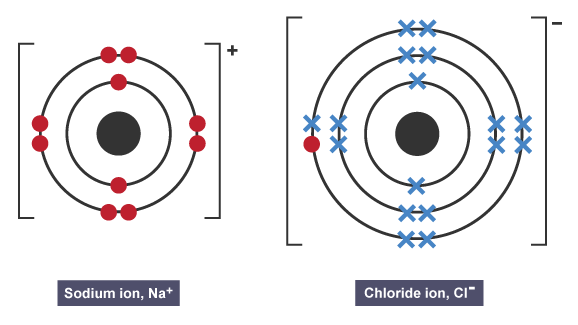 +
−
Sodium ion, Na⁺
Chloride ion, Cl⁻